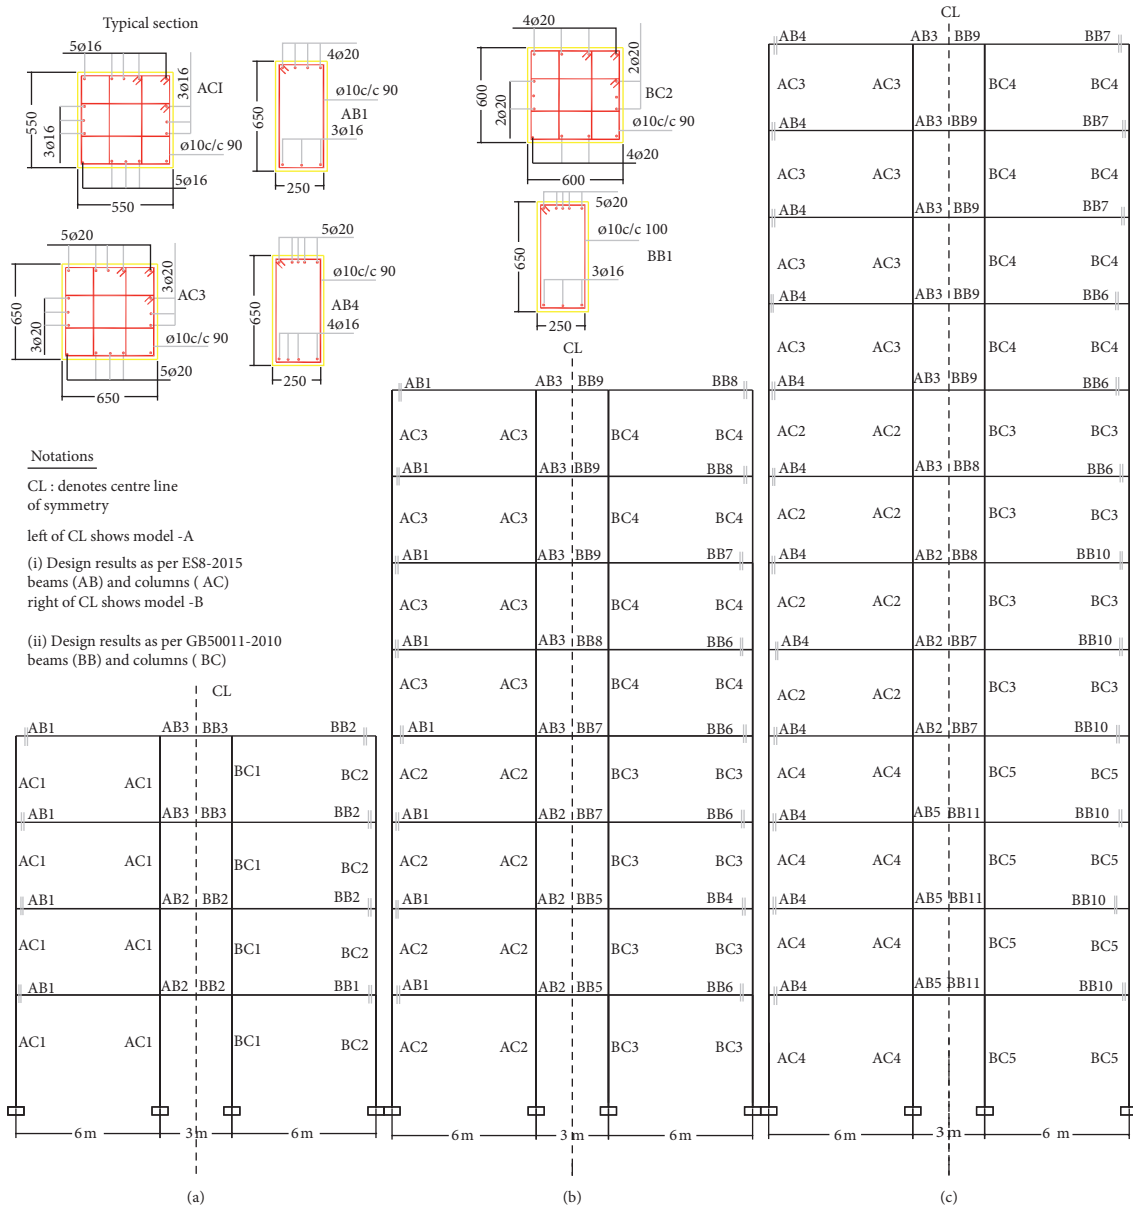 Typical section
5ø16
3ø16
AC1
550
3ø16
ø10c/c 90
5ø16
550
4ø20
ø10c/c 90
AB1
3ø16
650
250
4ø20
2ø20
600
2ø20
BC2
ø10c/c 90
4ø20
600
5ø20
3ø20
AC3
650
3ø20
ø10c/c 90
5ø20
650
5ø20
ø10c/c 90
AB4
4ø16
650
250
5ø20
ø10c/c 100
BB1
3ø16
650
250
Notations
CL : denotes centre line
of symmetry
left of CL shows model -A
(i) Design results as per ES8-2015
beams (AB) and columns ( AC)
right of CL shows model -B
(ii) Design results as per GB50011-2010
beams (BB) and columns ( BC)
CL
AB1 AB3 BB3 BB2
AC1 AC1 BC1 BC2
AB1 AB3 BB3 BB2
AC1 AC1 BC1 BC2
AB1 AB2 BB2 BB2
AC1 AC1 BC1 BC2
AB1 AB2 BB2 BB1
AC1 AC1 BC1 BC2
6 m 3 m 6 m
(a)
CL
AB1 AB3 BB9 BB8
AC3 AC3 BC4 BC4
AB1 AB3 BB9 BB8
AC3 AC3 BC4 BC4
AB1 AB3 BB9 BB7
AC3 AC3 BC4 BC4
AB1 AB3 BB8 BB6
AC3 AC3 BC4 BC4
AB1 AB3 BB7 BB6
AC2 AC2 BC3 BC3
AB1 AB2 BB7 BB6
AC2 AC2 BC3 BC3
AB1 AB2 BB5 BB4
AC2 AC2 BC3 BC3
AB1 AB2 BB5 BB6
AC2 AC2 BC3 BC3
6 m 3 m 6 m
(b)
CL
AB4 AB3 BB9 BB7
AC3 AC3 BC4 BC4
AB4 AB3 BB9 BB7
AC3 AC3 BC4 BC4
AB4 AB3 BB9 BB7
AC3 AC3 BC4 BC4
AB4 AB3 BB9 BB6
AC3 AC3 BC4 BC4
AB4 AB3 BB9 BB6
AC2 AC2 BC3 BC3
AB4 AB3 BB8 BB6
AC2 AC2 BC3 BC3
AB4 AB2 BB8 BB10
AC2 AC2 BC3 BC3
AB4 AB2 BB7 BB10
AC2 AC2 BC3 BC3
AB4 AB2 BB7 BB10
AC4 AC4 BC5 BC5
AB4 AB5 BB11 BB10
AC4 AC4 BC5 BC5
AB4 AB5 BB11 BB10
AC4 AC4 BC5 BC5
AB4 AB5 BB11 BB10
AC4 AC4 BC5 BC5
6 m 3 m 6 m
(c)